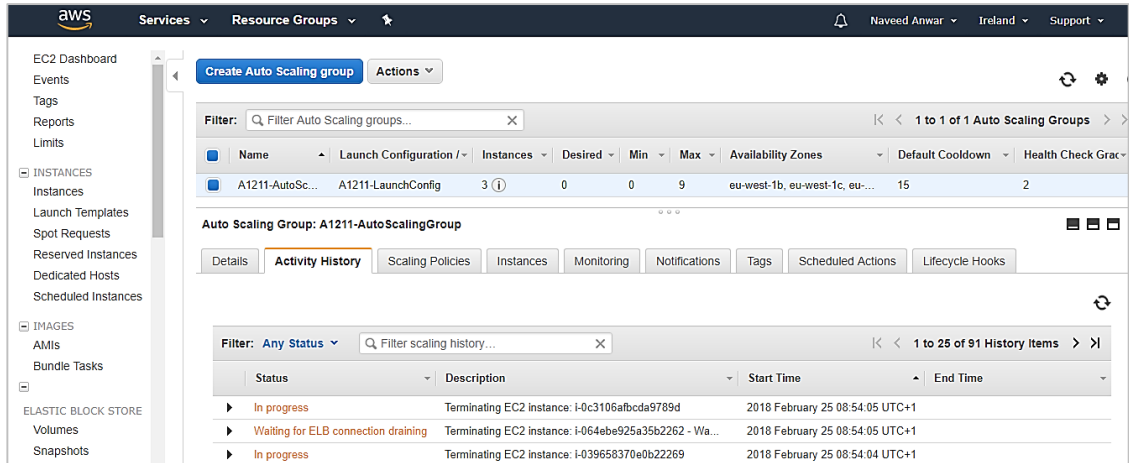 aws Services Resource Groups Naveed Anwar Ireland Support
EC2 Dashboard
Events
Tags
Reports
Limits
INSTANCES
Instances
Launch Templates
Spot Requests
Reserved Instances
Dedicated Hosts
Scheduled Instances
IMAGES
AMIs
Bundle Tasks
ELASTIC BLOCK STORE
Volumes
Snapshots
Create Auto Scaling group Actions
Filter: Filter Auto Scaling groups... 1 to 1 of 1 Auto Scaling Groups
Name Launch Configuration / Instances Desired Min Max Availability Zones Default Cooldown Health Check Grac
A1211-AutoSc... A1211-LaunchConfig 3 0 0 9 eu-west-1b, eu-west-1c, eu-... 15 2
Auto Scaling Group: A1211-AutoScalingGroup
Details Activity History Scaling Policies Instances Monitoring Notifications Tags Scheduled Actions Lifecycle Hooks
Filter: Any Status Filter scaling history... 1 to 25 of 91 History Items
Status Description Start Time End Time
In progress Terminating EC2 instance: i-0c3106afbcda9789d 2018 February 25 08:54:05 UTC+1
Waiting for ELB connection draining Terminating EC2 instance: i-064ebe925a35b2262 - Wa... 2018 February 25 08:54:05 UTC+1
In progress Terminating EC2 instance: i-039658370e0b22269 2018 February 25 08:54:04 UTC+1